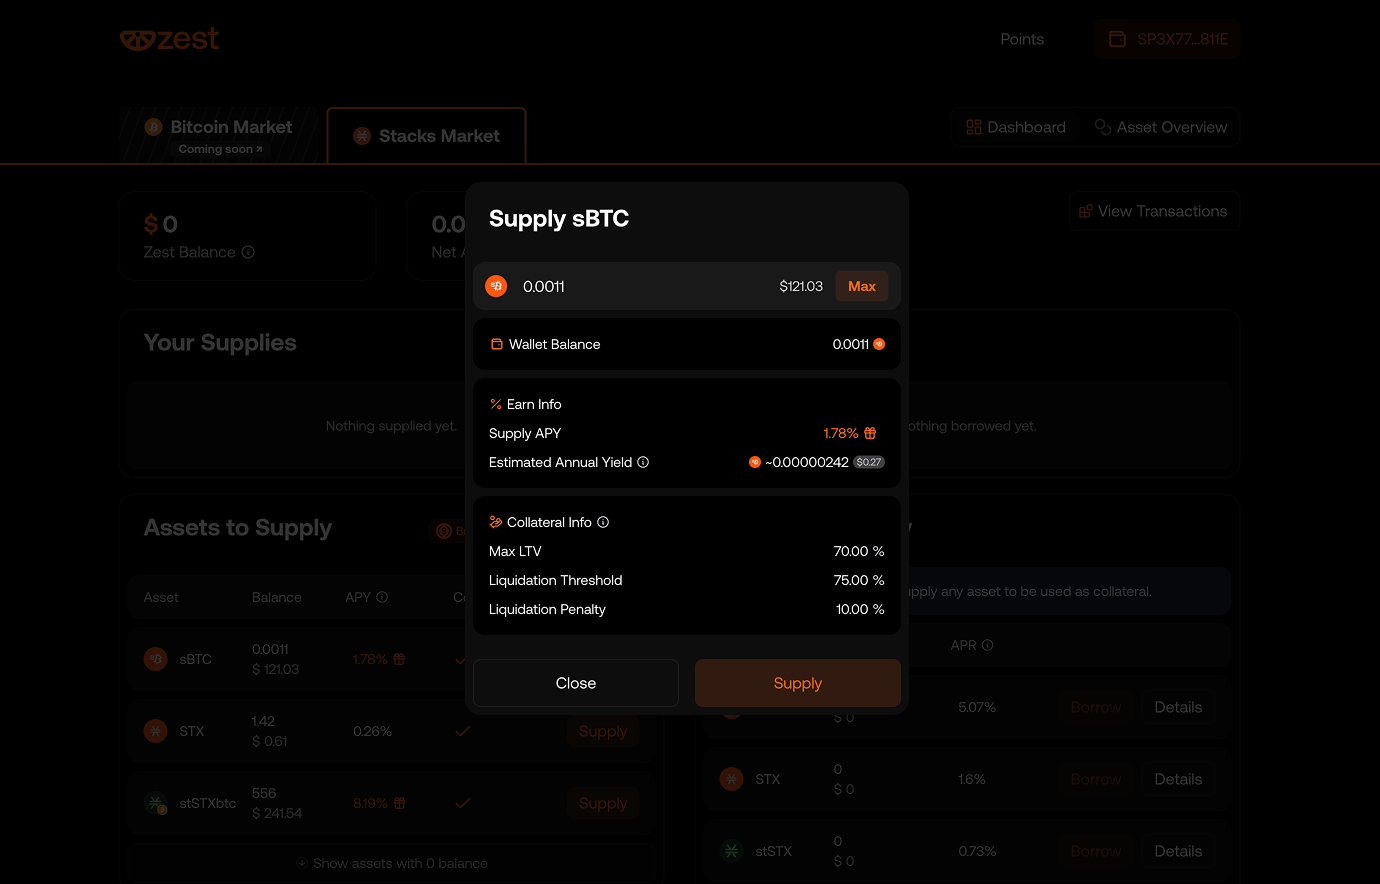 zest
Points
SP3X77...811E
Bitcoin Market
Coming soon
Stacks Market
Dashboard
Asset Overview
$ 0
Zest Balance
0.0
Net A
View Transactions
Supply sBTC
0.0011
$121.03
Max
Wallet Balance
0.0011
Earn Info
Supply APY
1.78%
Estimated Annual Yield
~0.00000242
$0.27
Collateral Info
Max LTV
70.00 %
Liquidation Threshold
75.00 %
Liquidation Penalty
10.00 %
Close
Supply
Your Supplies
Nothing supplied yet.
othing borrowed yet.
Assets to Supply
Asset
Balance
APY
sBTC
0.0011
$ 121.03
1.78%
STX
1.42
$ 0.61
0.26%
Supply
stSTXbtc
556
$ 241.54
8.19%
Supply
Show assets with 0 balance
pply any asset to be used as collateral.
APR
$ 0
5.07%
Borrow
Details
STX
0
$ 0
1.6%
Borrow
Details
stSTX
0
$ 0
0.73%
Borrow
Details